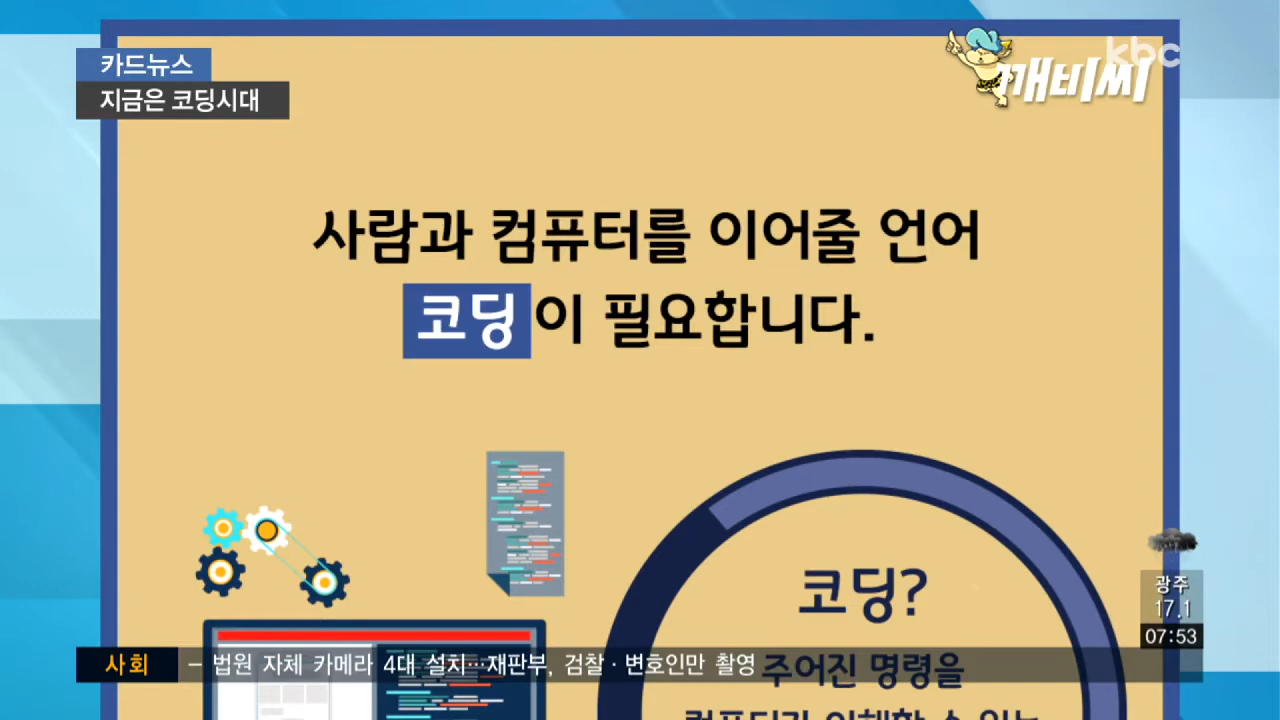 카드뉴스
지금은 코딩시대
kbc
깨비씨
사람과 컴퓨터를 이어줄 언어
코딩이 필요합니다.
코딩?
주어진 명령을
광주
17.1
07:53
사회
– 법원 자체 카메라 4대 설치…재판부, 검찰·변호인만 촬영